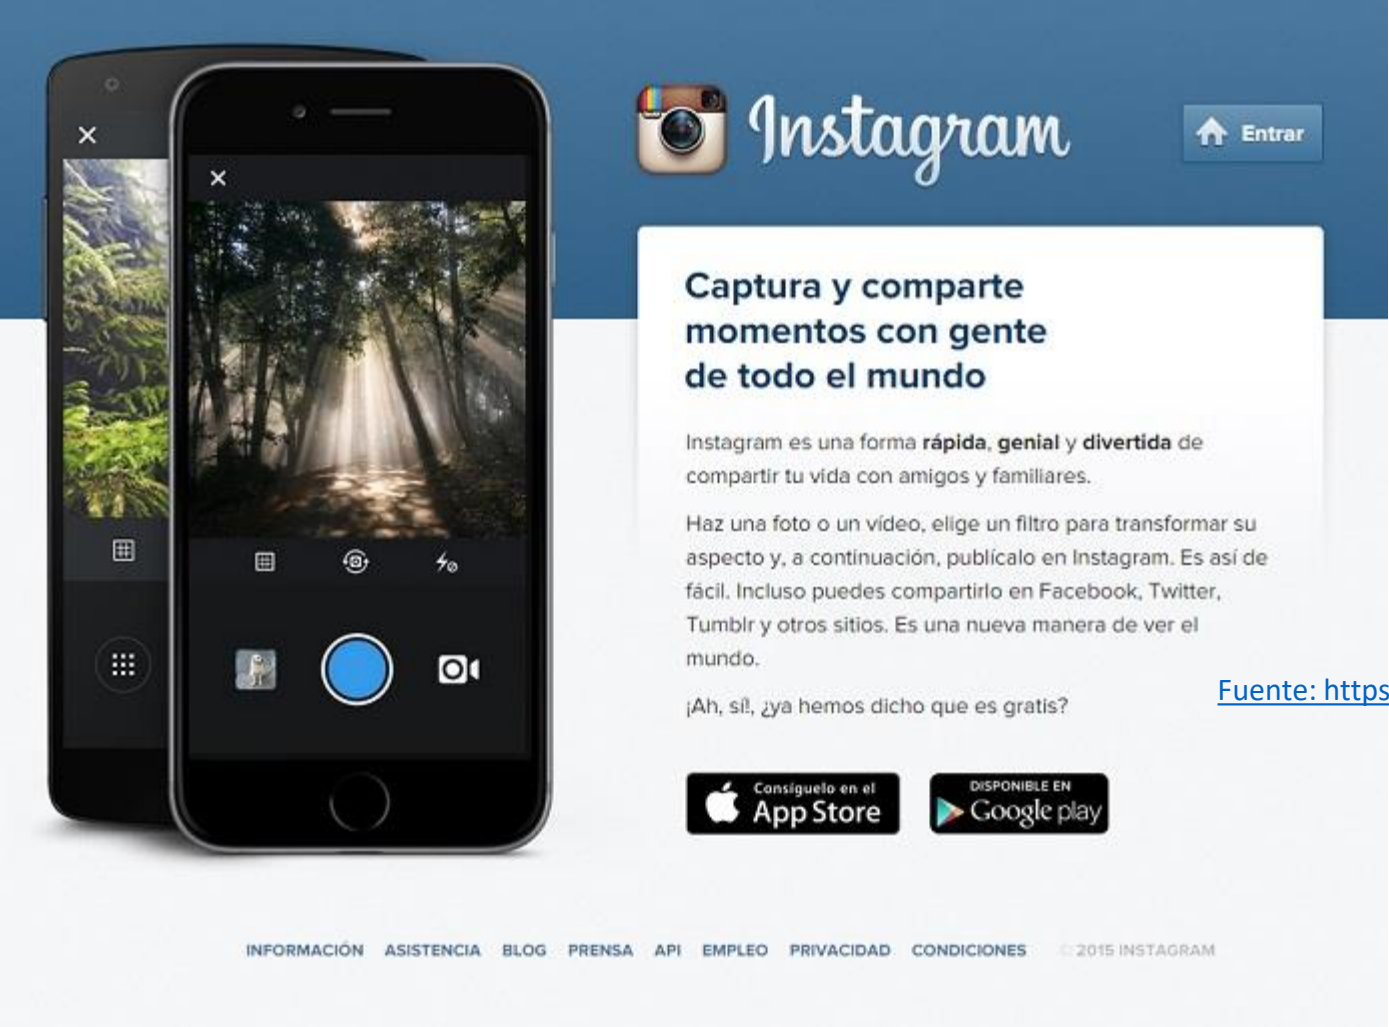 Instagram
Entrar
Captura y comparte
momentos con gente
de todo el mundo
Instagram es una forma rápida, genial y divertida de
compartir tu vida con amigos y familiares.
Haz una foto o un vídeo, elige un filtro para transformar su
aspecto y, a continuación, publícalo en Instagram. Es así de
fácil. Incluso puedes compartirlo en Facebook, Twitter,
Tumblr y otros sitios. Es una nueva manera de ver el
mundo.
Fuente: https
¡Ah, sí!, ¿ya hemos dicho que es gratis?
Consíguelo en el
App Store
DISPONIBLE EN
Google play
INFORMACIÓN ASISTENCIA BLOG PRENSA API EMPLEO PRIVACIDAD CONDICIONES © 2015 INSTAGRAM